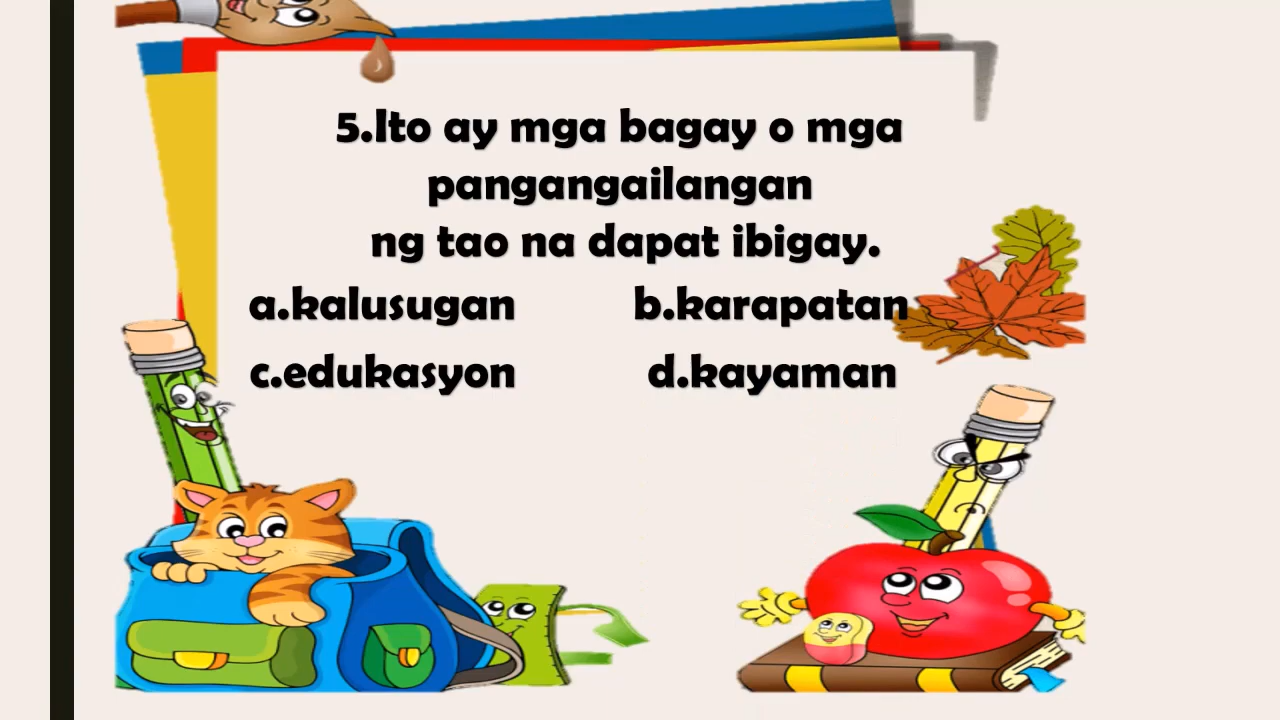 5.Ito ay mga bagay o mga
pangangailangan
ng tao na dapat ibigay.
a.kalusugan b.karapatan
c.edukasyon d.kayaman